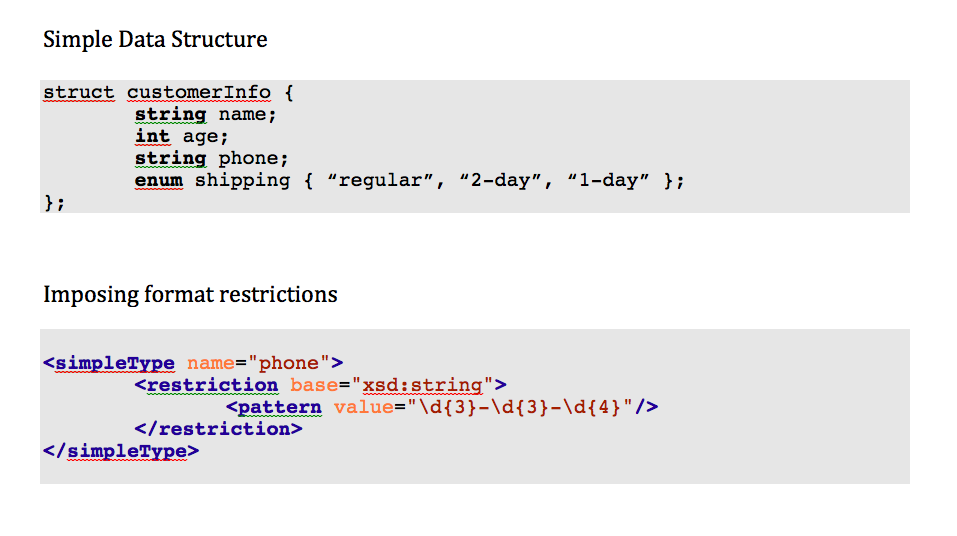 Simple Data Structure
struct customerInfo {
string name;
int age;
string phone;
enum shipping { “regular”, “2-day”, “1-day” };
};
Imposing format restrictions
<simpleType name="phone">
<restriction base="xsd:string">
<pattern value="\d{3}-\d{3}-\d{4}"/>
</restriction>
</simpleType>